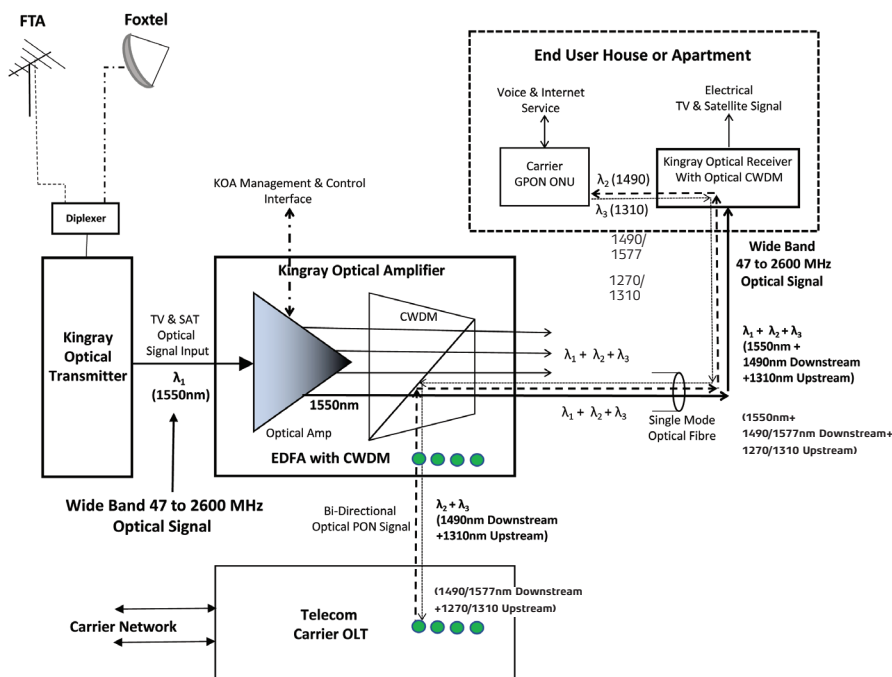 FTA
Foxtel
Diplexer
Kingray
Optical
Transmitter
TV & SAT
Optical
Signal Input
λ1
(1550nm)
Wide Band 47 to 2600 MHz
Optical Signal
KOA Management & Control
Interface
Kingray Optical Amplifier
CWDM
1550nm
Optical Amp
EDFA with CWDM
λ1 + λ2 + λ3
λ1 + λ2 + λ3
Single Mode
Optical Fibre
End User House or Apartment
Voice & Internet
Service
Electrical
TV & Satellite Signal
Carrier
GPON ONU
Kingray Optical Receiver
With Optical CWDM
λ2 (1490)
λ3 (1310)
1490/
1577
1270/
1310
Wide Band
47 to 2600 MHz
Optical Signal
λ1 + λ2 + λ3
(1550nm +
1490nm Downstream
+1310nm Upstream)
(1550nm+
1490/1577nm Downstream+
1270/1310 Upstream)
Bi-Directional
Optical PON Signal
λ2 + λ3
(1490nm Downstream
+1310nm Upstream)
(1490/1577nm Downstream
+1270/1310 Upstream)
Telecom
Carrier OLT
Carrier Network